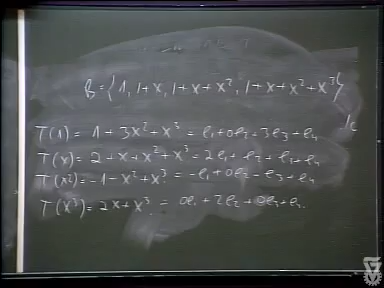 B = {1, 1+x, 1+x+x², 1+x+x²+x³}
T(1) = 1+3x²+x³ = e₁+0e₂+3e₃+e₄
T(x) = 2+x+x²+x³ = 2e₁+e₂+e₃+e₄
T(x²) = -1-x²+x³ = -e₁+0e₂-e₃+e₄
T(x³) = 2x+x³ = 0e₁+2e₂+0e₃+e₄